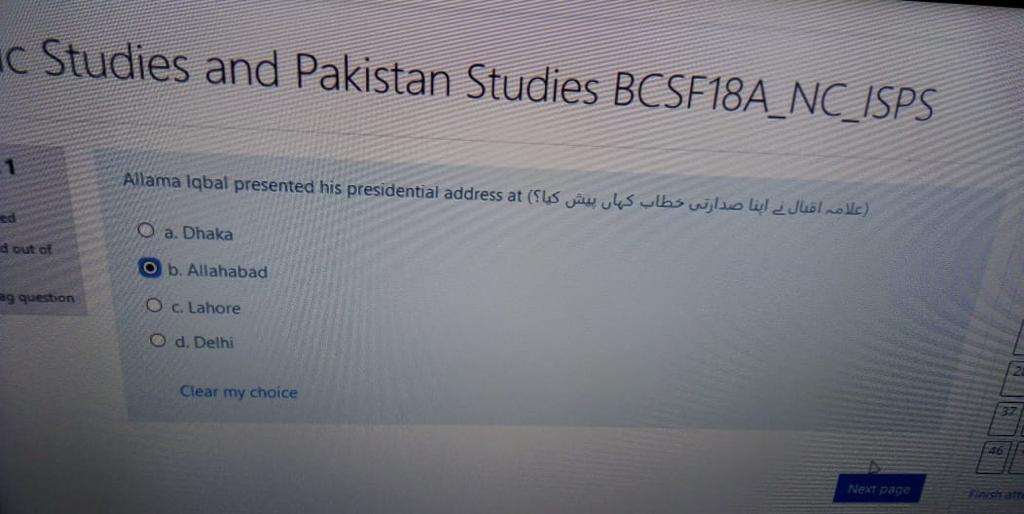 c Studies and Pakistan Studies BCSF18A_NC_ISPS
1
ed
d out of
ag question
Allama Iqbal presented his presidential address at (علامہ اقبال نے اپنا صدارتی خطاب کہاں پیش کیا؟)
a. Dhaka
b. Allahabad
c. Lahore
d. Delhi
Clear my choice
37
46
Next page
Finish att